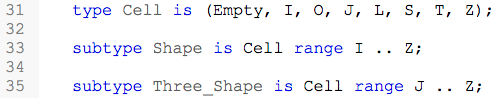 31 type Cell is (Empty, I, O, J, L, S, T, Z);
32
33 subtype Shape is Cell range I .. Z;
34
35 subtype Three_Shape is Cell range J .. Z;